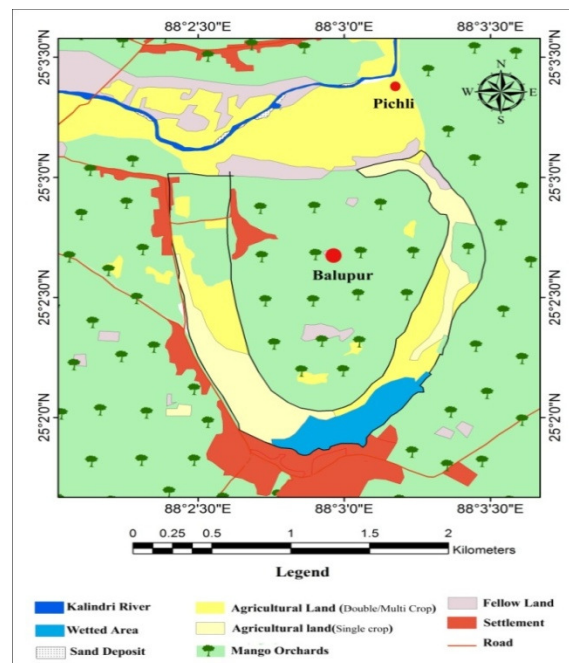 88°2'30"E 88°3'0"E 88°3'30"E
25°3'30"N 25°3'30"N
N
W E
S
Pichli
25°3'0"N 25°3'0"N
Balupur
25°2'30"N 25°2'30"N
25°2'0"N 25°2'0"N
88°2'30"E 88°3'0"E 88°3'30"E
0 0.25 0.5 1 1.5 2
Kilometers
Legend
Kalindri River Agricultural Land (Double/Multi Crop) Fellow Land
Wetted Area Agricultural land(Single crop) Settlement
Sand Deposit Mango Orchards Road